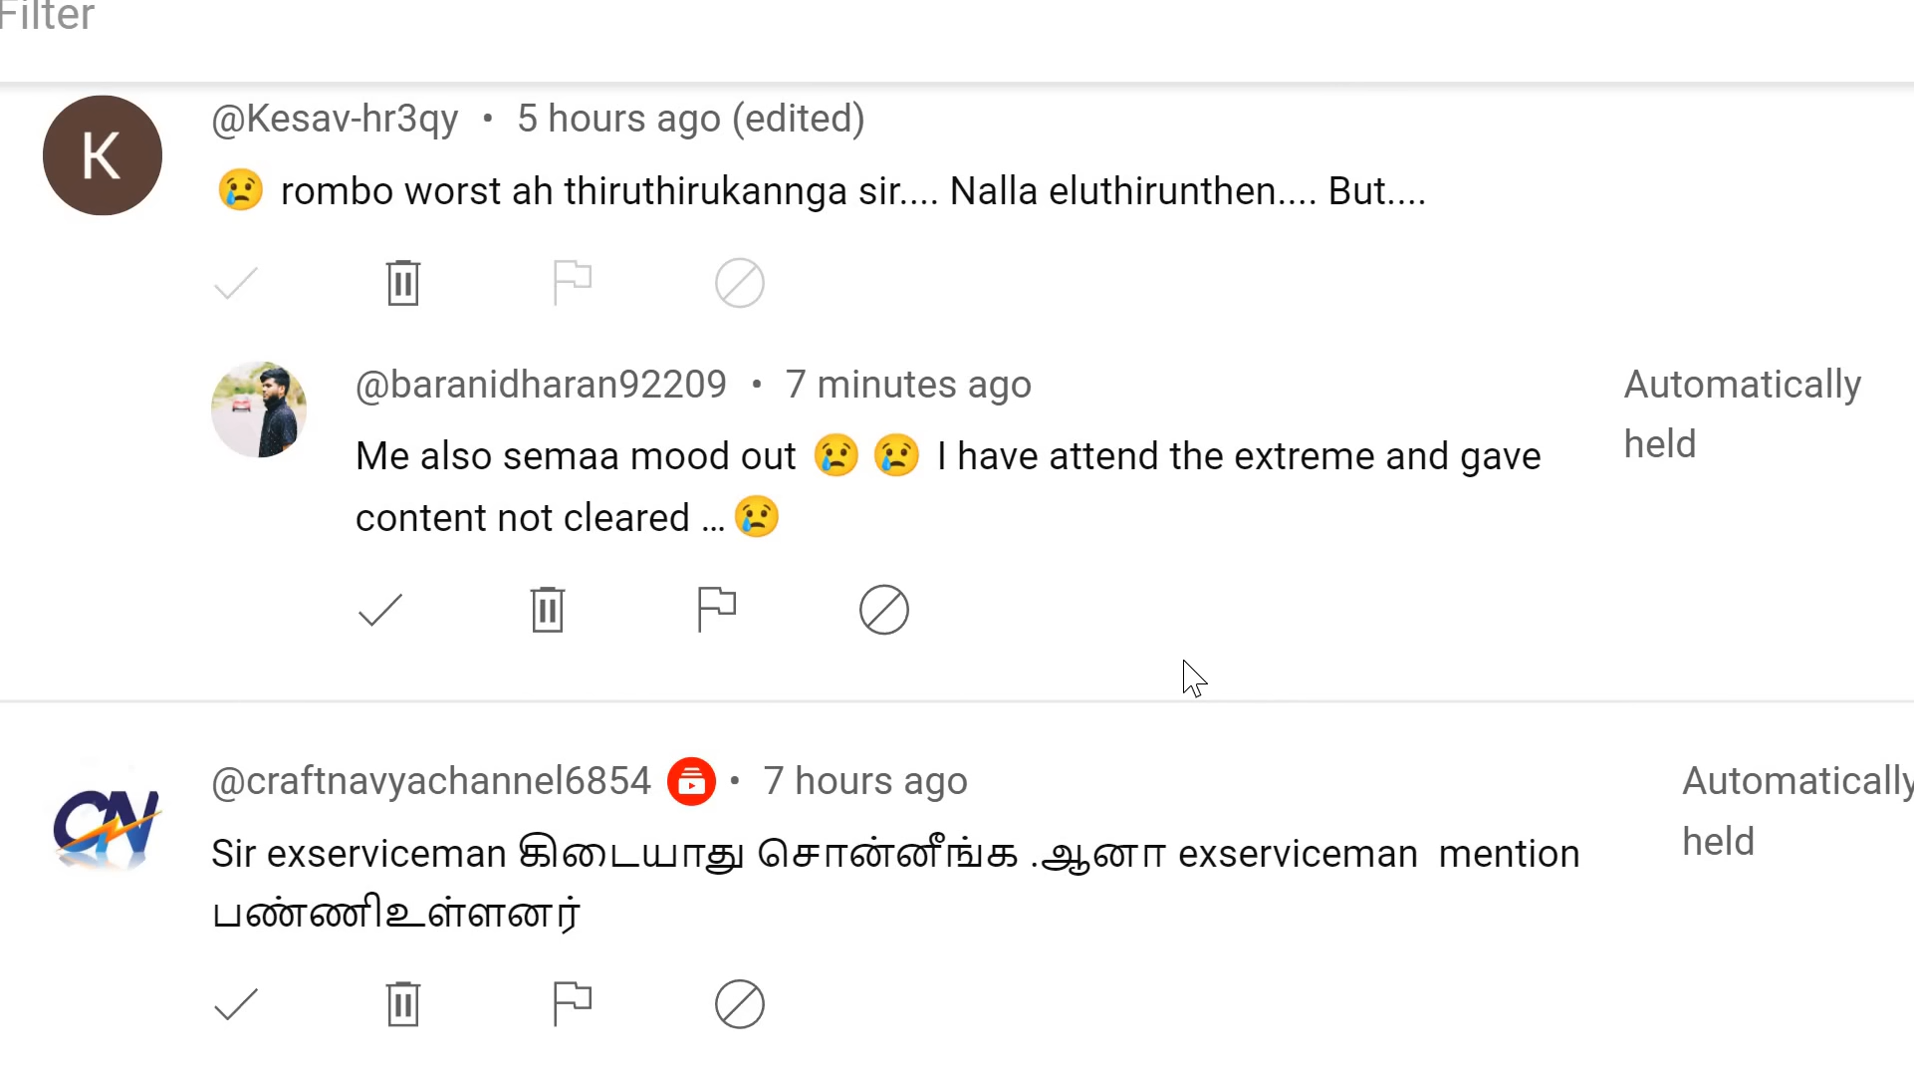 Filter
K
@Kesav-hr3qy • 5 hours ago (edited)
😢 rombo worst ah thiruthirukannga sir.... Nalla eluthirunthen.... But....
@baranidharan92209 • 7 minutes ago
Automatically
held
Me also semaa mood out 😢 😢 I have attend the extreme and gave
content not cleared ... 😢
CN
@craftnavyachannel6854 • 7 hours ago
Automatically
held
Sir exserviceman கிடையாது சொன்னீங்க .ஆனா exserviceman mention
பண்ணிஉள்ளனர்